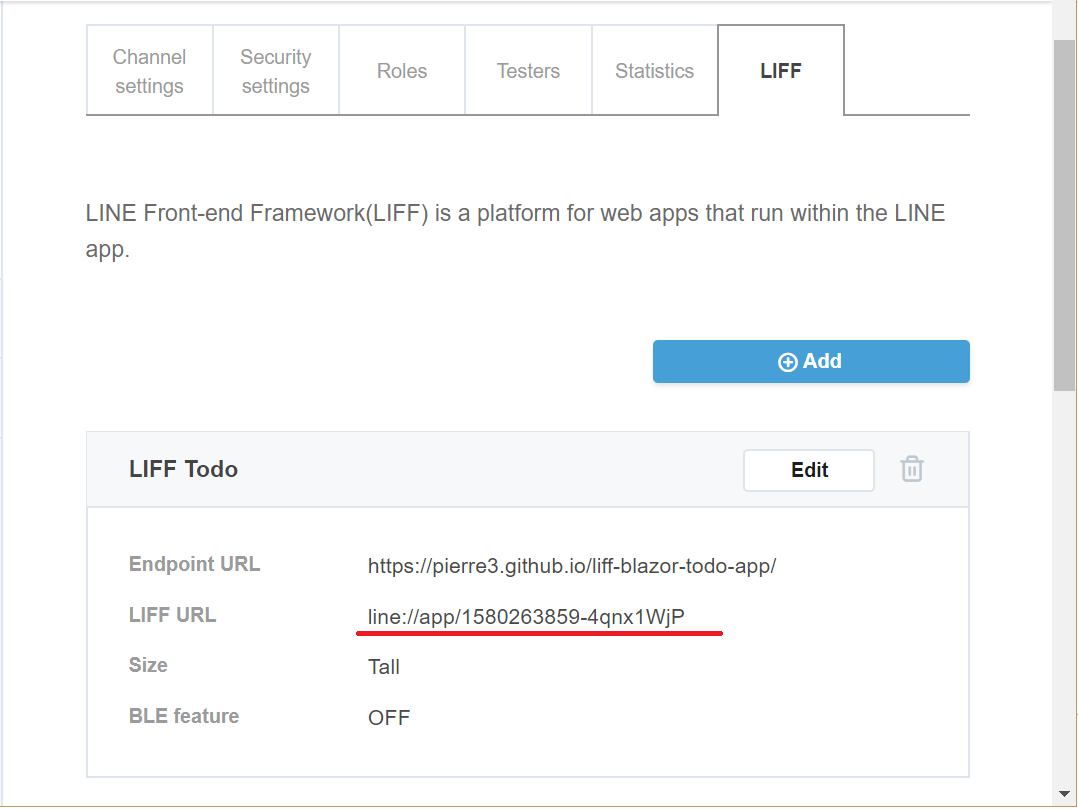 Channel settings
Security settings
Roles
Testers
Statistics
LIFF
LINE Front-end Framework(LIFF) is a platform for web apps that run within the LINE
app.
Add
LIFF Todo
Edit
Endpoint URL https://pierre3.github.io/liff-blazor-todo-app/
LIFF URL line://app/1580263859-4qnx1WjP
Size Tall
BLE feature OFF